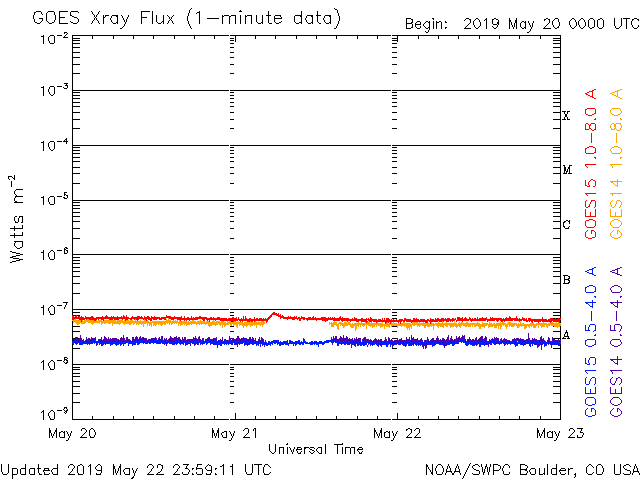 GOES Xray Flux (1-minute data)
Begin: 2019 May 20 0000 UTC
10⁻²
10⁻³
10⁻⁴
10⁻⁵
10⁻⁶
10⁻⁷
10⁻⁸
10⁻⁹
Watts m⁻²
X
M
C
B
A
GOES15 1.0-8.0 A
GOES14 1.0-8.0 A
GOES15 0.5-4.0 A
GOES14 0.5-4.0 A
May 20 May 21 May 22 May 23
Universal Time
Updated 2019 May 22 23:59:11 UTC
NOAA/SWPC Boulder, CO USA